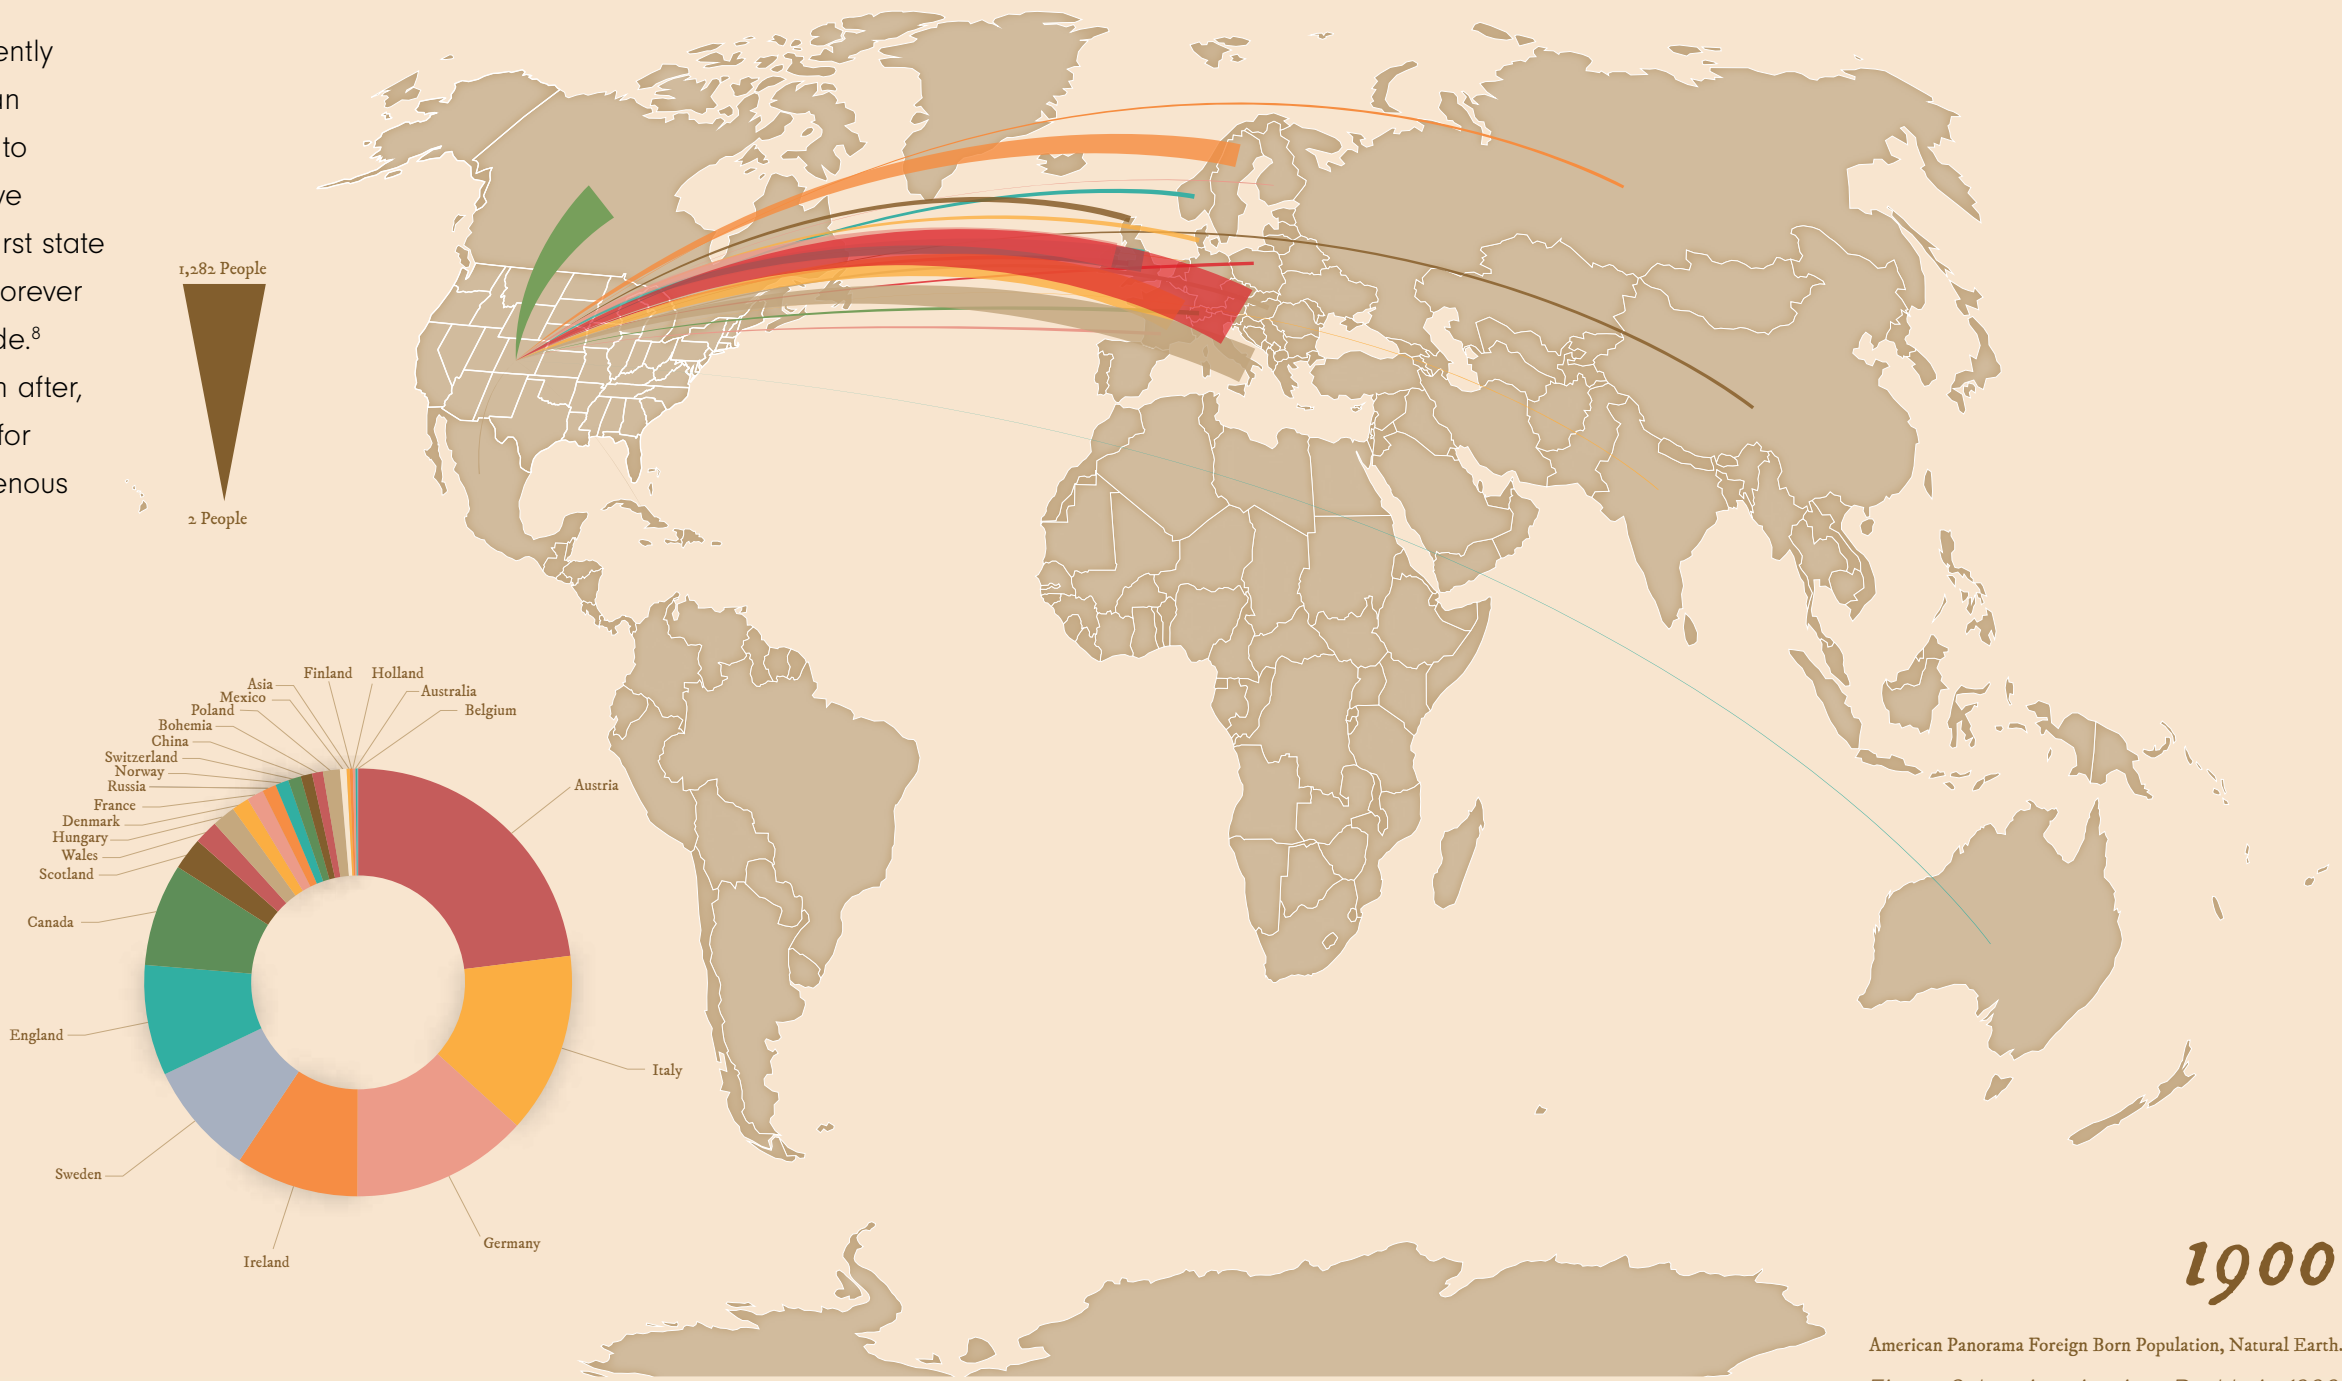 ently
an
to
ve
rst state
orever
de.8
n after,
for
enous
1,282 People
2 People
Finland
Holland
Asia
Australia
Mexico
Poland
Belgium
Bohemia
China
Switzerland
Norway
Russia
Austria
France
Denmark
Hungary
Wales
Scotland
Canada
England
Italy
Sweden
Germany
Ireland
1900
American Panorama Foreign Born Population, Natural Earth.